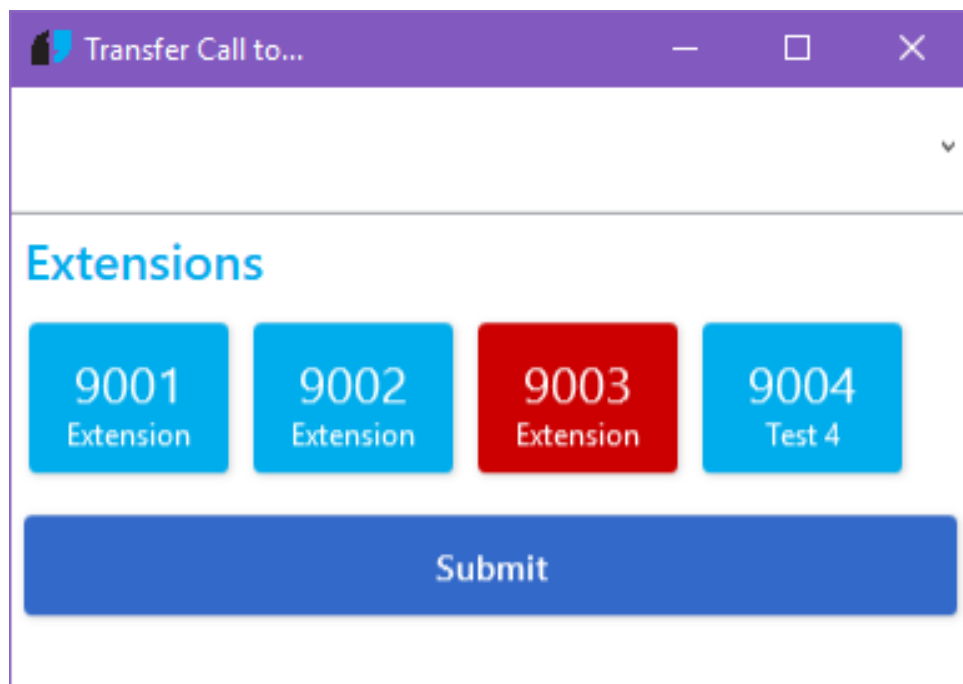 Transfer Call to...
Extensions
9001
Extension
9002
Extension
9003
Extension
9004
Test 4
Submit